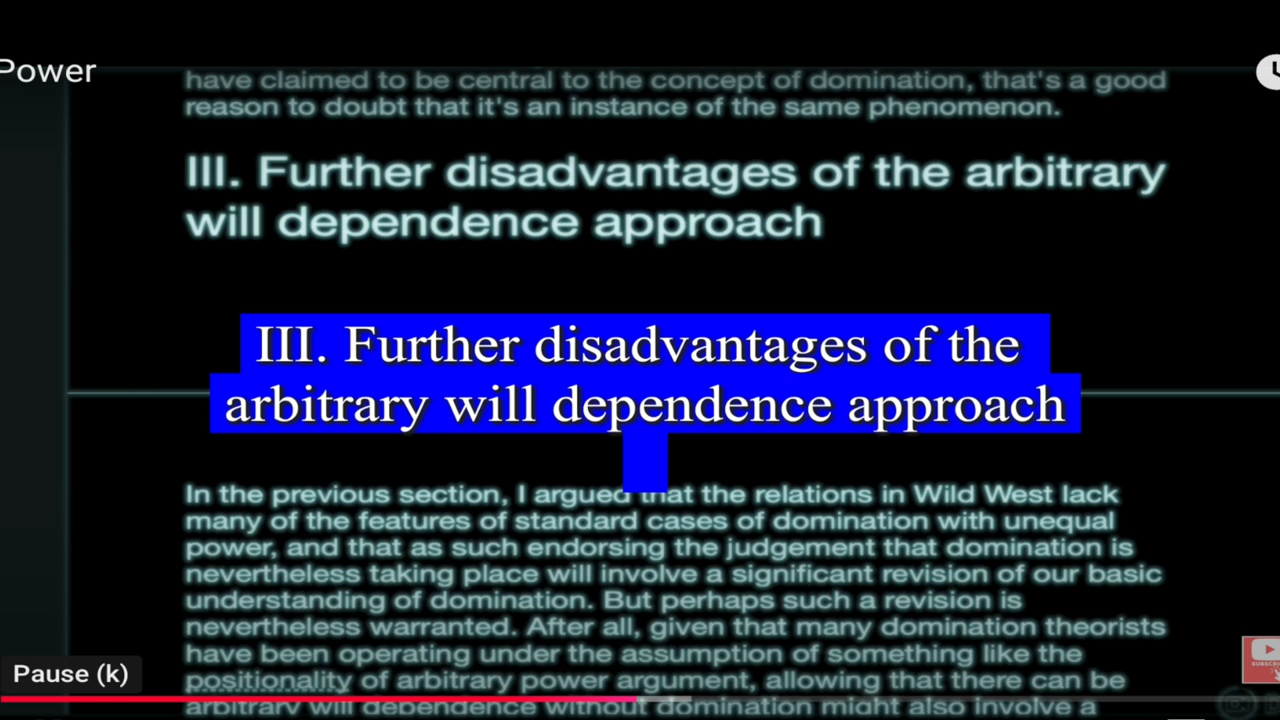 Power
have claimed to be central to the concept of domination, that's a good
reason to doubt that it's an instance of the same phenomenon.
III. Further disadvantages of the arbitrary
will dependence approach
III. Further disadvantages of the
arbitrary will dependence approach
In the previous section, I argued that the relations in Wild West lack
many of the features of standard cases of domination with unequal
power, and that as such endorsing the judgement that domination is
nevertheless taking place will involve a significant revision of our basic
understanding of domination. But perhaps such a revision is
nevertheless warranted. After all, given that many domination theorists
have been operating under the assumption of something like the
Pause (k)
positionality of arbitrary power argument, allowing that there can be
arbitrary will dependence without domination might also involve a